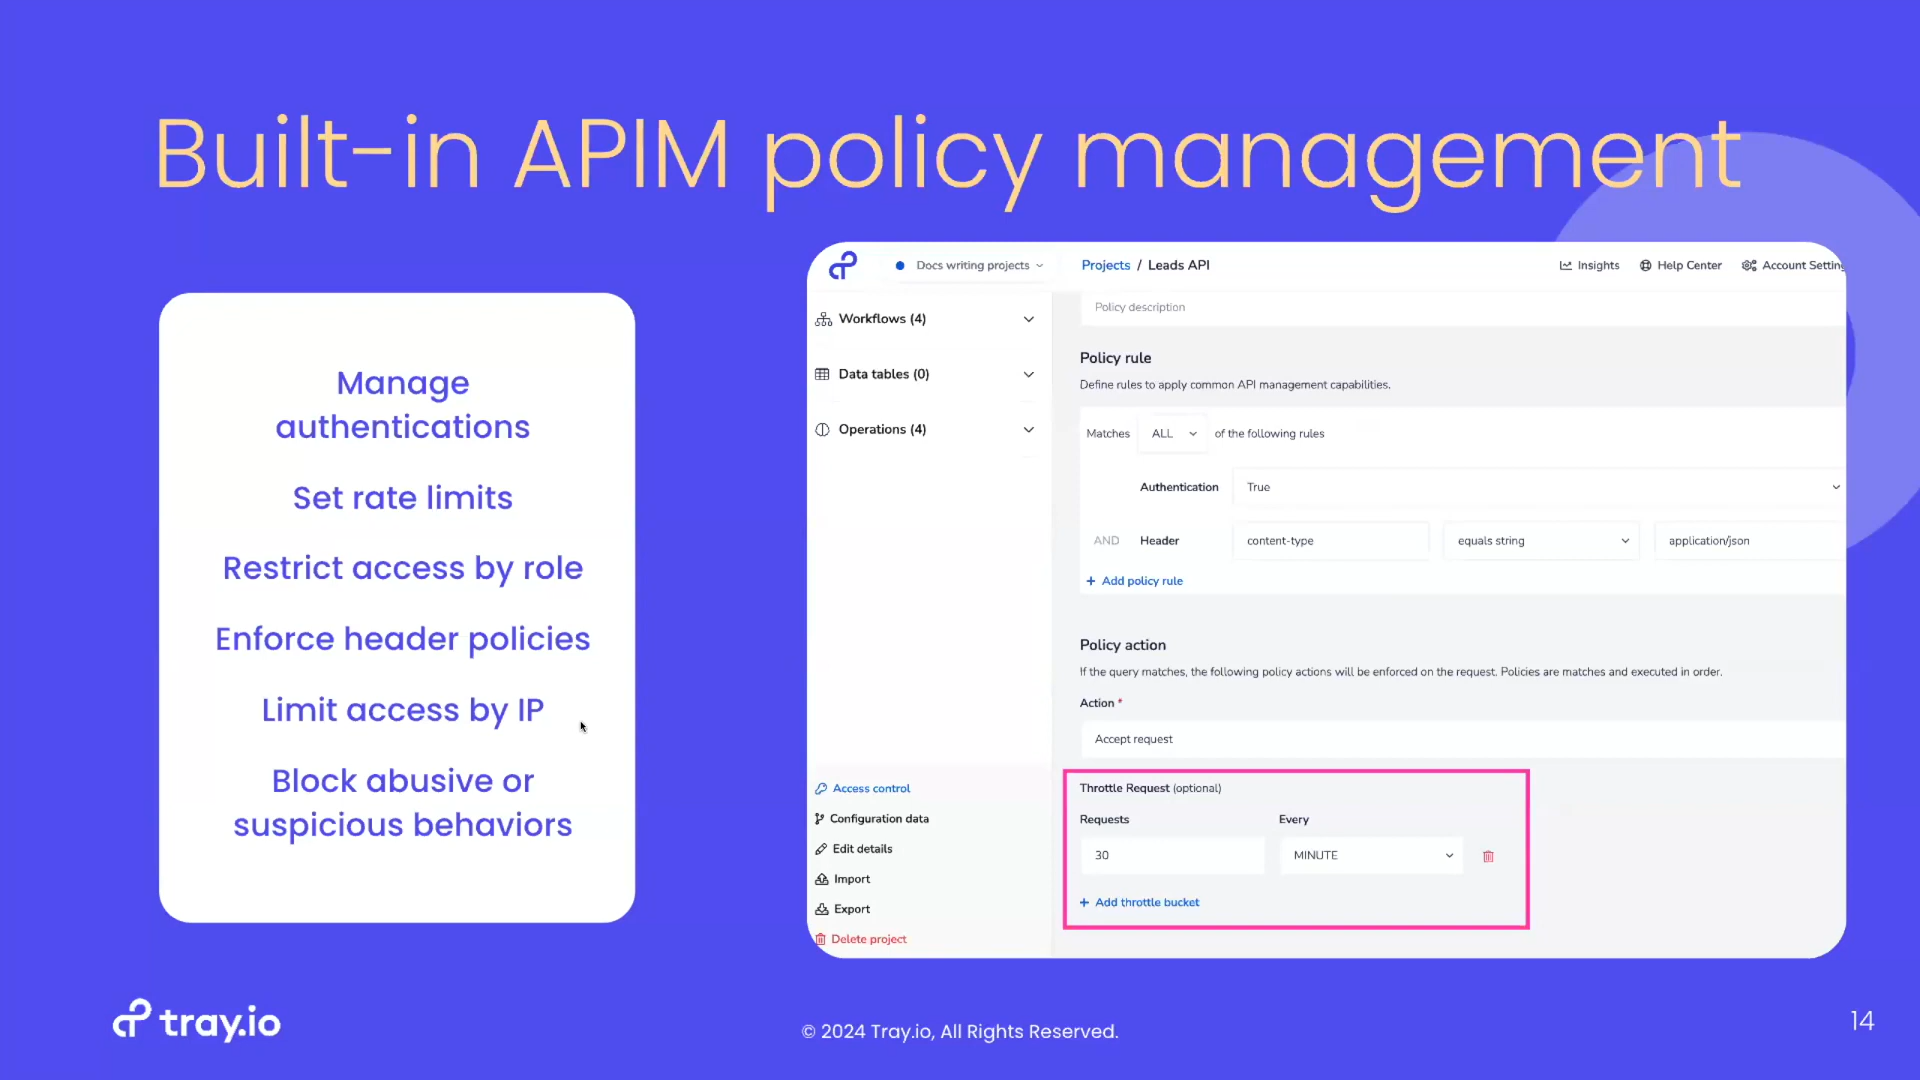 Built-in APIM policy management
Manage
authentications
Set rate limits
Restrict access by role
Enforce header policies
Limit access by IP
Block abusive or
suspicious behaviors
Docs writing projects
Projects / Leads API
Insights
Help Center
Account Setting
Workflows (4)
Data tables (0)
Operations (4)
Access control
Configuration data
Edit details
Import
Export
Delete project
Policy description
Policy rule
Define rules to apply common API management capabilities.
Matches ALL of the following rules
Authentication True
AND Header content-type equals string application/json
+ Add policy rule
Policy action
If the query matches, the following policy actions will be enforced on the request. Policies are matches and executed in order.
Action *
Accept request
Throttle Request (optional)
Requests Every
30 MINUTE
+ Add throttle bucket
tray.io
© 2024 Tray.io, All Rights Reserved.
14